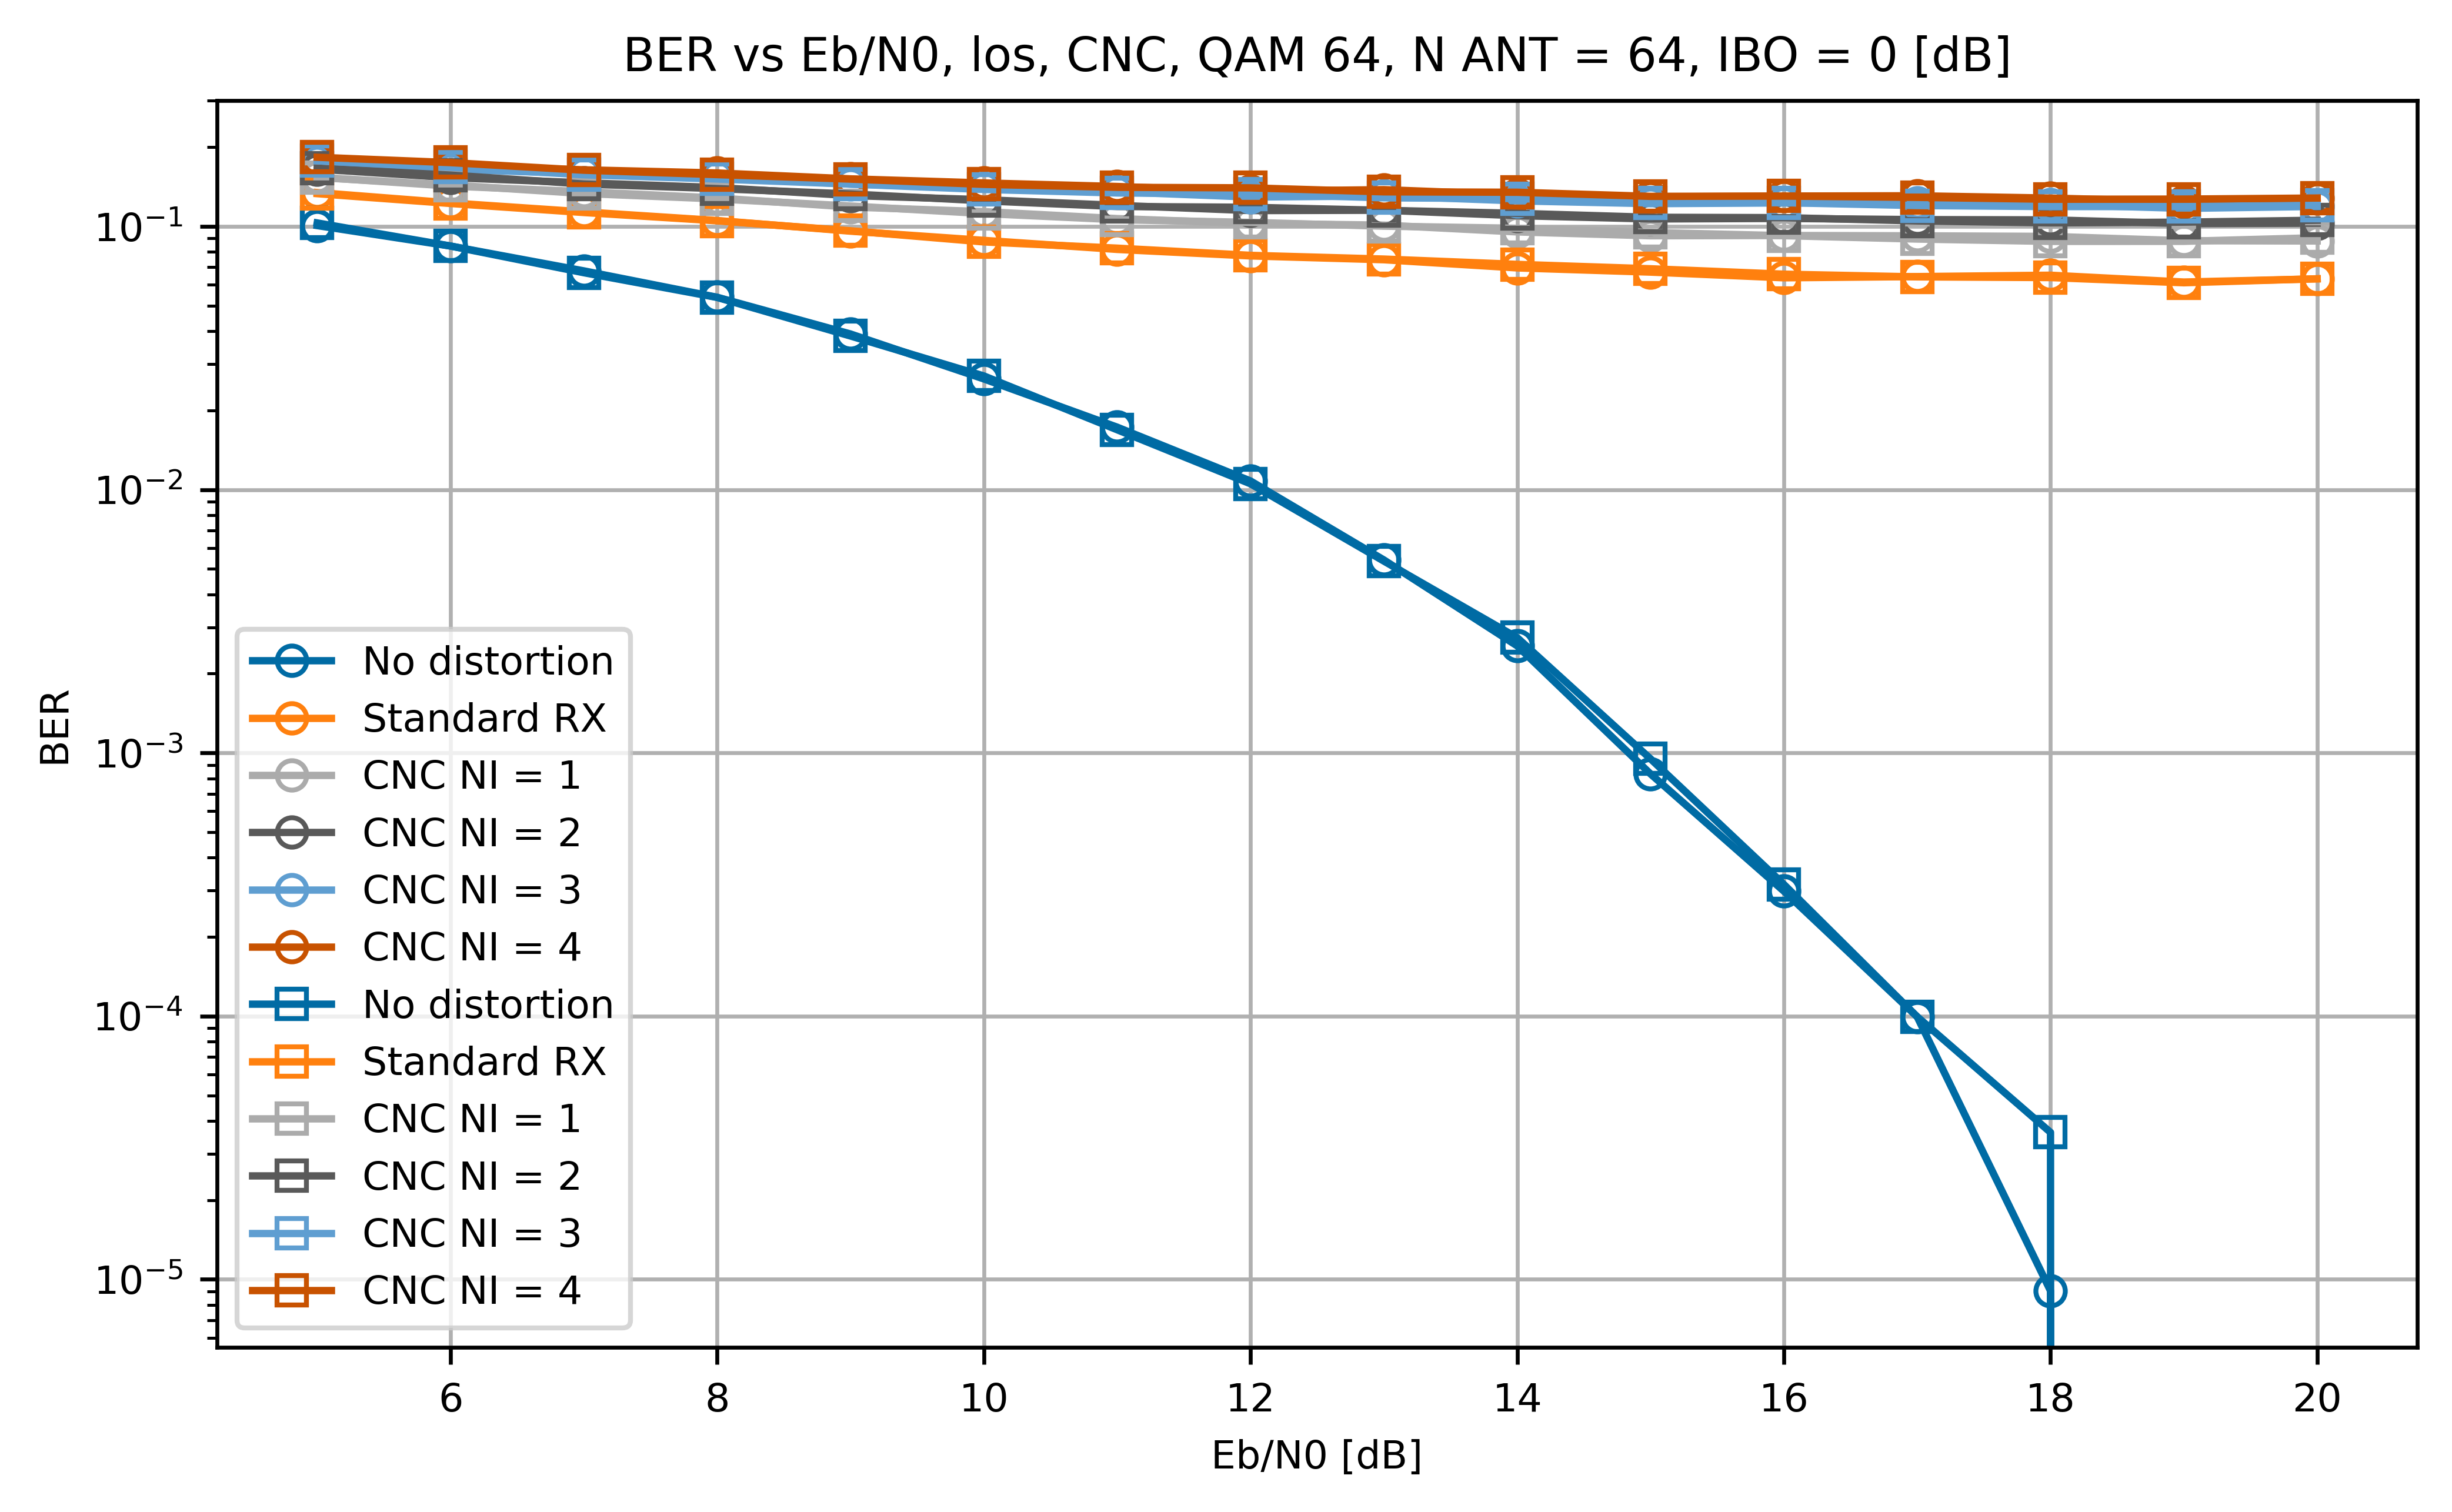 BER vs Eb/N0, los, CNC, QAM 64, N ANT = 64, IBO = 0 [dB]
BER
10⁻¹
10⁻²
10⁻³
10⁻⁴
10⁻⁵
No distortion
Standard RX
CNC NI = 1
CNC NI = 2
CNC NI = 3
CNC NI = 4
No distortion
Standard RX
CNC NI = 1
CNC NI = 2
CNC NI = 3
CNC NI = 4
6 8 10 12 14 16 18 20
Eb/N0 [dB]